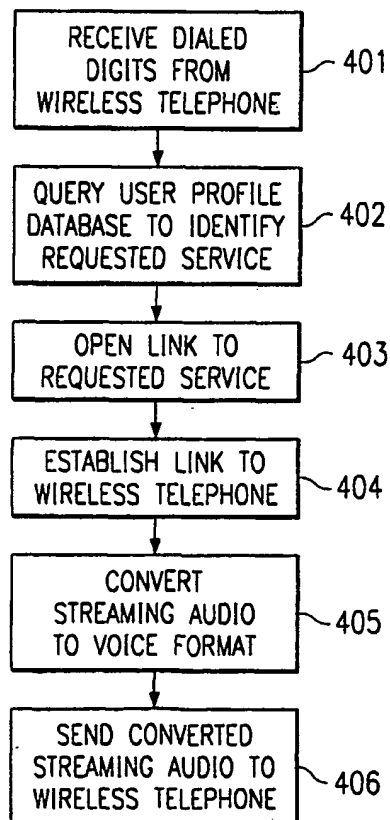 RECEIVE DIALED
DIGITS FROM
WIRELESS TELEPHONE
401
QUERY USER PROFILE
DATABASE TO IDENTIFY
REQUESTED SERVICE
402
OPEN LINK TO
REQUESTED SERVICE
403
ESTABLISH LINK TO
WIRELESS TELEPHONE
404
CONVERT
STREAMING AUDIO
TO VOICE FORMAT
405
SEND CONVERTED
STREAMING AUDIO TO
WIRELESS TELEPHONE
406